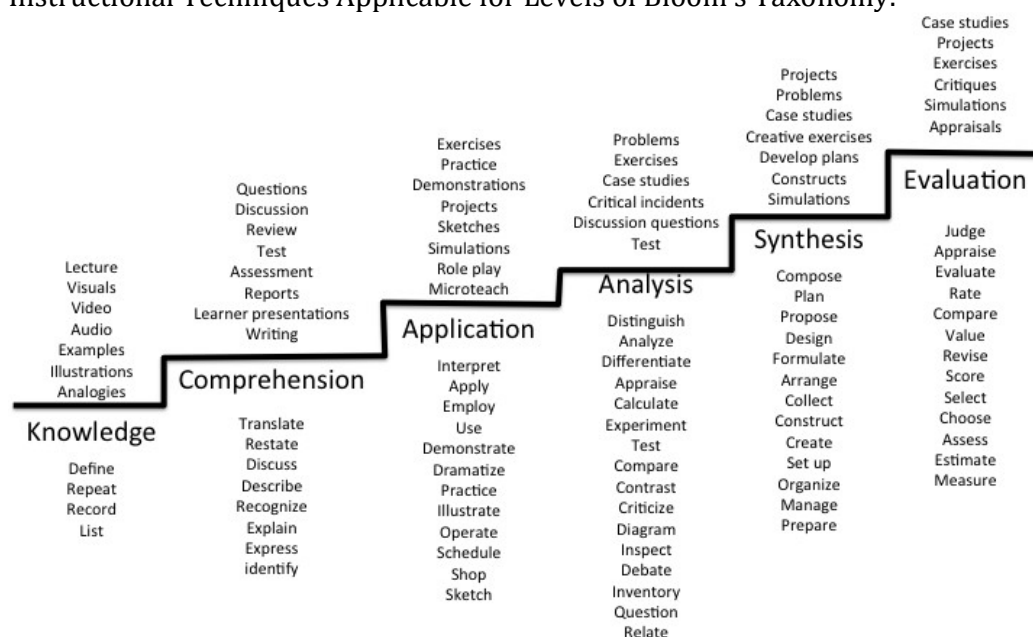 Instructional Techniques Applicable for Levels of Bloom's Taxonomy:
Lecture
Visuals
Video
Audio
Examples
Illustrations
Analogies
Knowledge
Define
Repeat
Record
List
Questions
Discussion
Review
Test
Assessment
Reports
Learner presentations
Writing
Comprehension
Translate
Restate
Discuss
Describe
Recognize
Explain
Express
identify
Exercises
Practice
Demonstrations
Projects
Sketches
Simulations
Role play
Microteach
Application
Interpret
Apply
Employ
Use
Demonstrate
Dramatize
Practice
Illustrate
Operate
Schedule
Shop
Sketch
Problems
Exercises
Case studies
Critical incidents
Discussion questions
Test
Analysis
Distinguish
Analyze
Differentiate
Appraise
Calculate
Experiment
Test
Compare
Contrast
Criticize
Diagram
Inspect
Debate
Inventory
Question
Relate
Projects
Problems
Case studies
Creative exercises
Develop plans
Constructs
Simulations
Synthesis
Compose
Plan
Propose
Design
Formulate
Arrange
Collect
Construct
Create
Set up
Organize
Manage
Prepare
Case studies
Projects
Exercises
Critiques
Simulations
Appraisals
Evaluation
Judge
Appraise
Evaluate
Rate
Compare
Value
Revise
Score
Select
Choose
Assess
Estimate
Measure